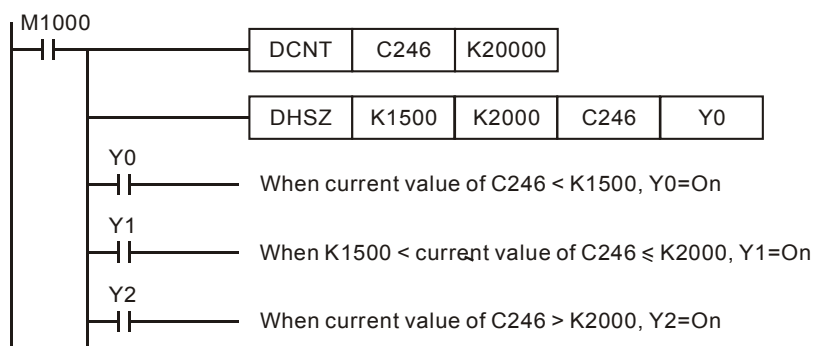 M1000
DCNT C246 K20000
DHSZ K1500 K2000 C246 Y0
Y0
When current value of C246 < K1500, Y0=On
Y1
When K1500 < current value of C246 ≤ K2000, Y1=On
Y2
When current value of C246 > K2000, Y2=On